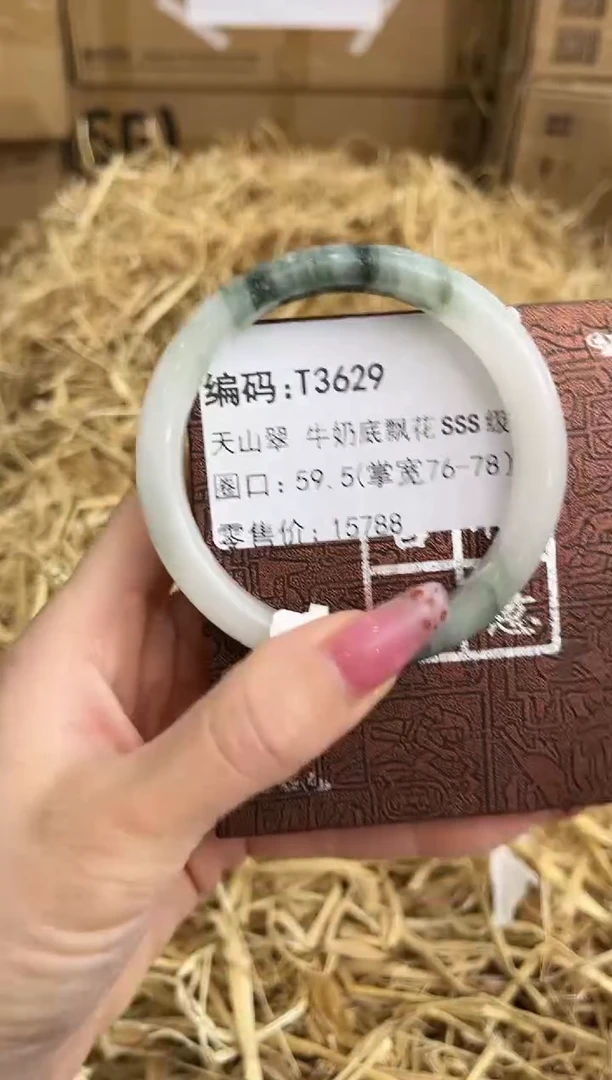 编码:T3629
天山翠 牛奶底飘花SSS级
圈口:59.5(掌宽76-78)
零售价:15788
意